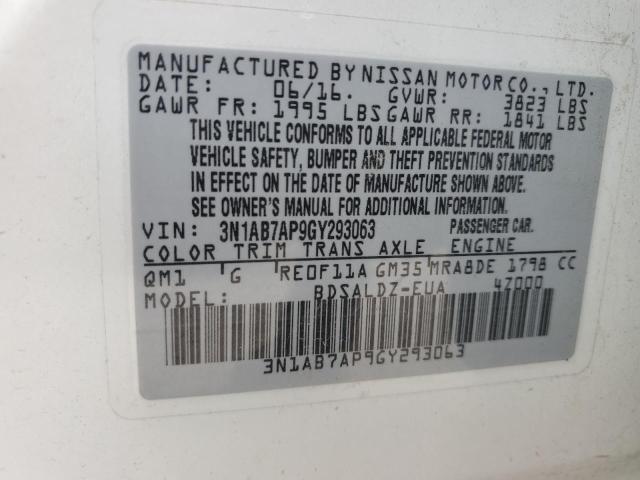 MANUFACTURED BY NISSAN MOTOR CO., LTD.
DATE: 06/16. GVWR: 3823 LBS
GAWR FR: 1995 LBS GAWR RR: 1841 LBS
THIS VEHICLE CONFORMS TO ALL APPLICABLE FEDERAL MOTOR
VEHICLE SAFETY, BUMPER AND THEFT PREVENTION STANDARDS
IN EFFECT ON THE DATE OF MANUFACTURE SHOWN ABOVE.
SEE OWNER'S MANUAL FOR ADDITIONAL INFORMATION.
VIN: 3N1AB7AP9GY293063 PASSENGER CAR.
COLOR TRIM TRANS AXLE ENGINE
QM1 G RE0F11A GM35 MRA8DE 1798 CC
MODEL: BDSALDZ-EUA 47000
3N1AB7AP9GY293063